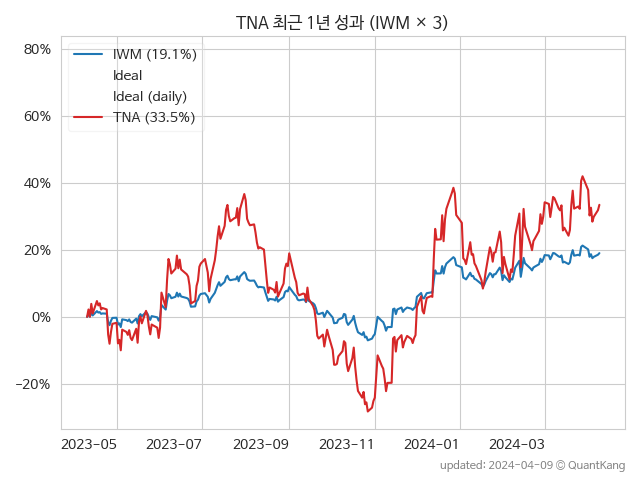 TNA 최근 1년 성과 (IWM × 3)
80%
60%
40%
20%
0%
−20%
IWM (19.1%)
Ideal
Ideal (daily)
TNA (33.5%)
2023-05 2023-07 2023-09 2023-11 2024-01 2024-03
updated: 2024-04-09 © QuantKang